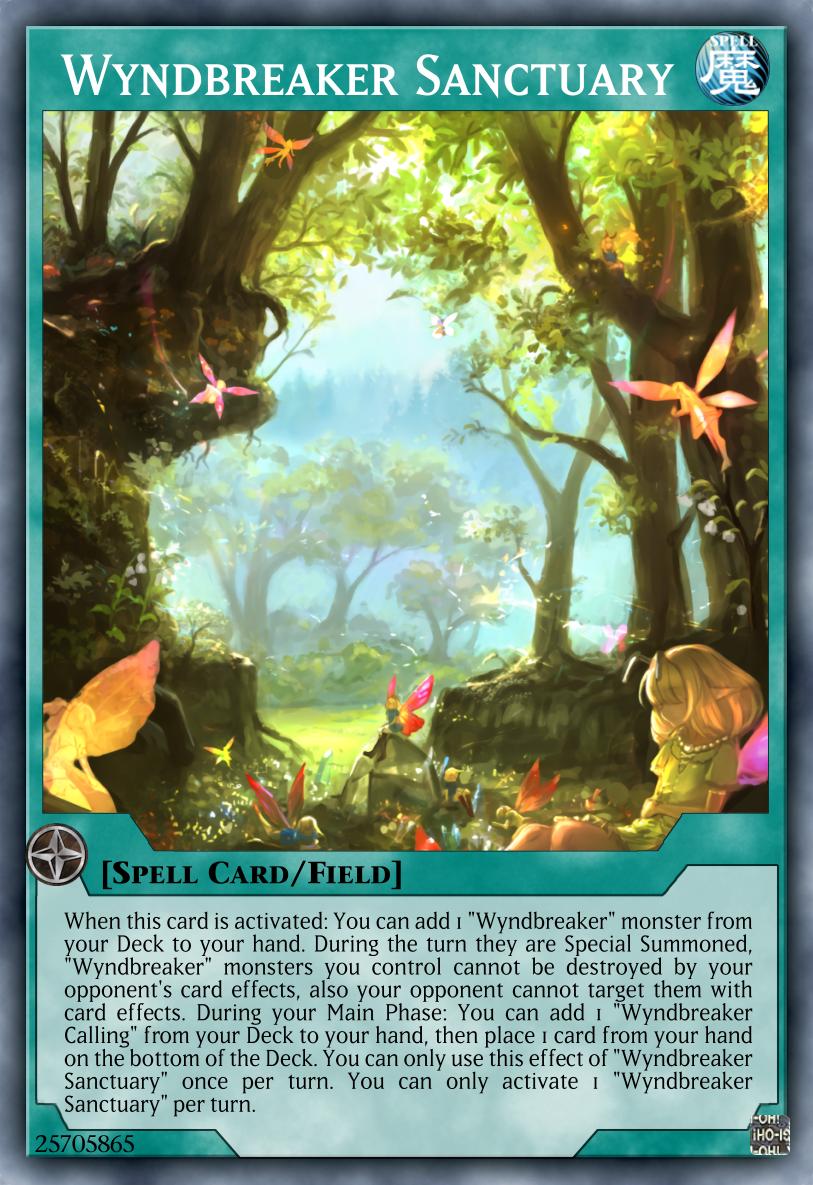 Wyndbreaker Sanctuary
SPELL
魔
[Spell Card/Field]
When this card is activated: You can add 1 "Wyndbreaker" monster from
your Deck to your hand. During the turn they are Special Summoned,
"Wyndbreaker" monsters you control cannot be destroyed by your
opponent's card effects, also your opponent cannot target them with
card effects. During your Main Phase: You can add 1 "Wyndbreaker
Calling" from your Deck to your hand, then place 1 card from your hand
on the bottom of the Deck. You can only use this effect of "Wyndbreaker
Sanctuary" once per turn. You can only activate 1 "Wyndbreaker
Sanctuary" per turn.
25705865
-OH!
-OH!